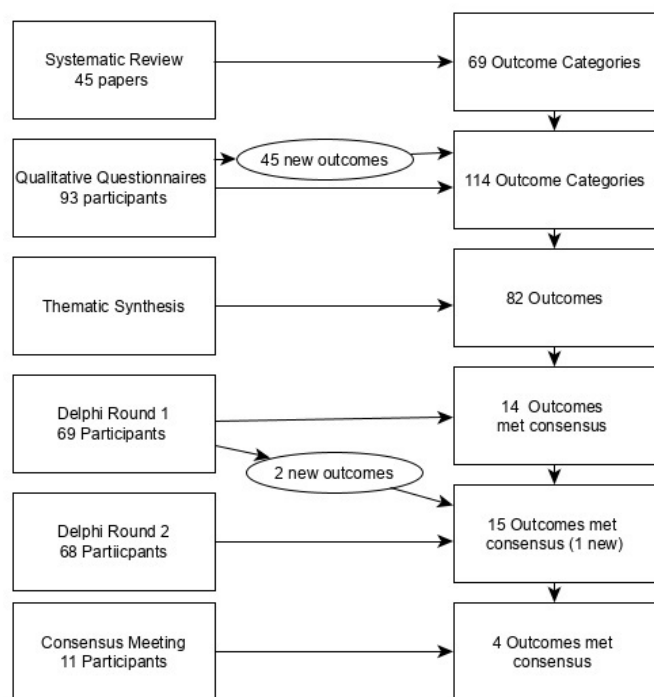 Systematic Review
45 papers
69 Outcome Categories
45 new outcomes
Qualitative Questionnaires
93 participants
114 Outcome Categories
Thematic Synthesis
82 Outcomes
Delphi Round 1
69 Participants
14 Outcomes
met consensus
2 new outcomes
Delphi Round 2
68 Partiicpants
15 Outcomes met
consensus (1 new)
Consensus Meeting
11 Participants
4 Outcomes met
consensus